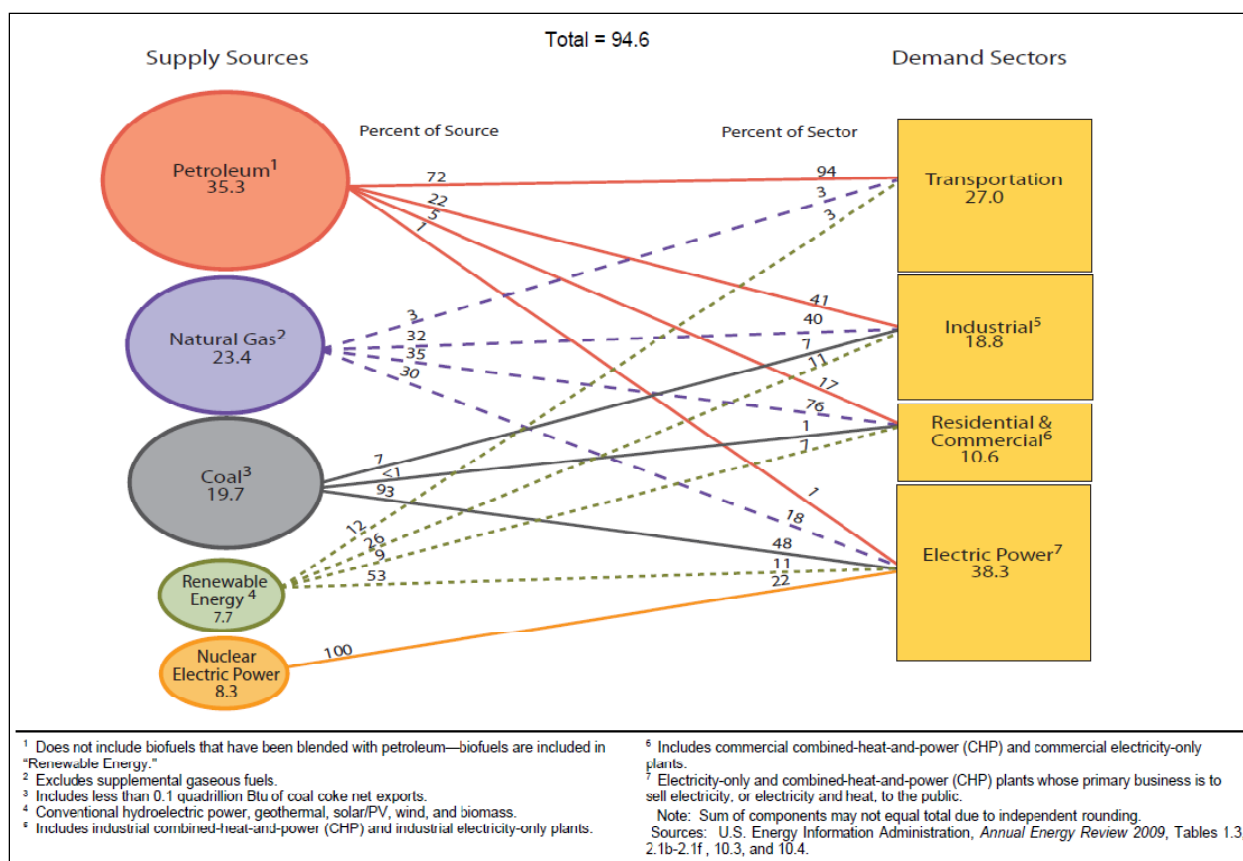 Total = 94.6
Supply Sources
Demand Sectors
Percent of Source
Percent of Sector
Petroleum¹
35.3
72
22
5
1
94
3
3
Transportation
27.0
Natural Gas²
23.4
3
32
35
30
41
40
7
11
Industrial⁵
18.8
17
76
1
7
Residential &
Commercial⁶
10.6
Coal³
19.7
7
<1
93
Renewable
Energy ⁴
7.7
12
26
9
53
1
18
48
11
22
Electric Power⁷
38.3
Nuclear
Electric Power
8.3
100
¹ Does not include biofuels that have been blended with petroleum—biofuels are included in
"Renewable Energy."
² Excludes supplemental gaseous fuels.
³ Includes less than 0.1 quadrillion Btu of coal coke net exports.
⁴ Conventional hydroelectric power, geothermal, solar/PV, wind, and biomass.
⁵ Includes industrial combined-heat-and-power (CHP) and industrial electricity-only plants.
⁶ Includes commercial combined-heat-and-power (CHP) and commercial electricity-only
plants.
⁷ Electricity-only and combined-heat-and-power (CHP) plants whose primary business is to
sell electricity, or electricity and heat, to the public.
Note: Sum of components may not equal total due to independent rounding.
Sources: U.S. Energy Information Administration, Annual Energy Review 2009, Tables 1.3,
2.1b-2.1f , 10.3, and 10.4.